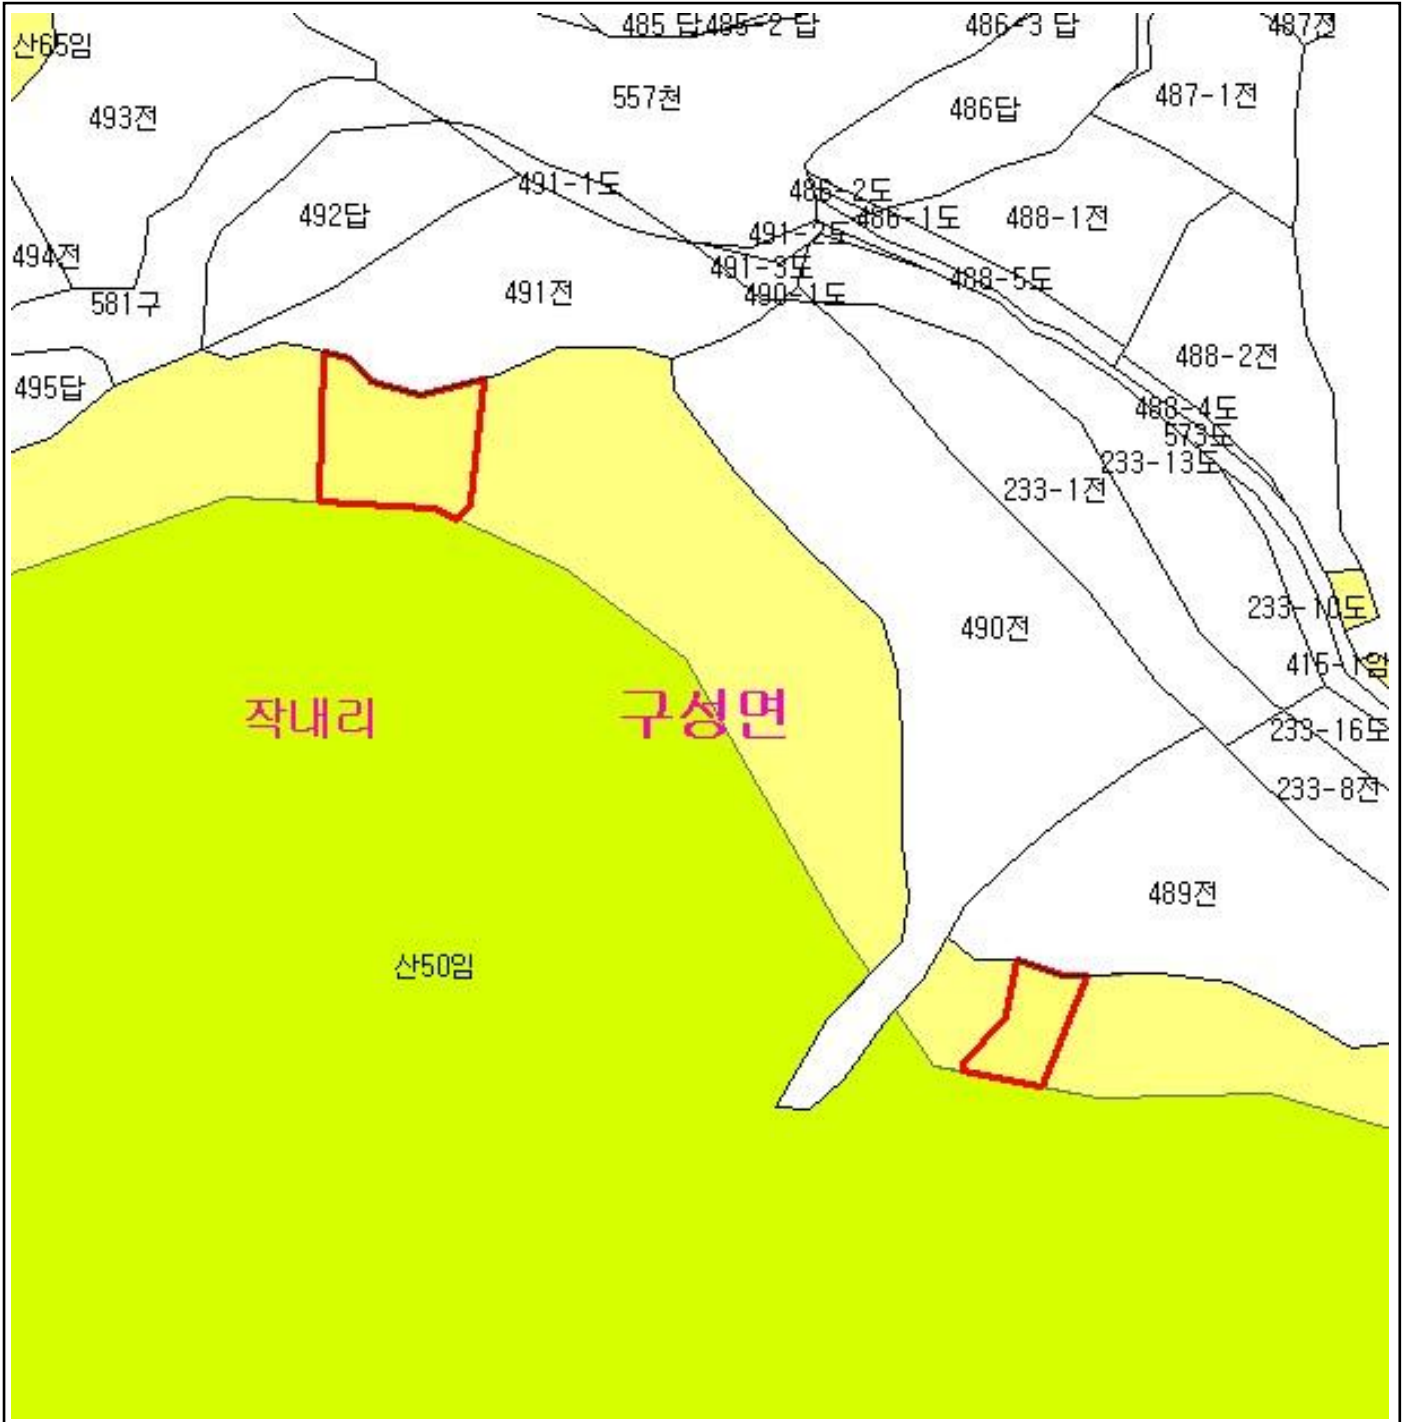 485 답 485-2 답
486-3 답
487전
산65임
557천
487-1전
486답
493전
491-1도
486-2도
492답
486-1도
488-1전
491-2도
494전
491-3도
488-5도
491전
490-1도
581구
488-2전
495답
488-4도
573도
233-13도
233-1전
233-10도
490전
415-1임
작내리
구성면
233-16도
233-8전
489전
산50임